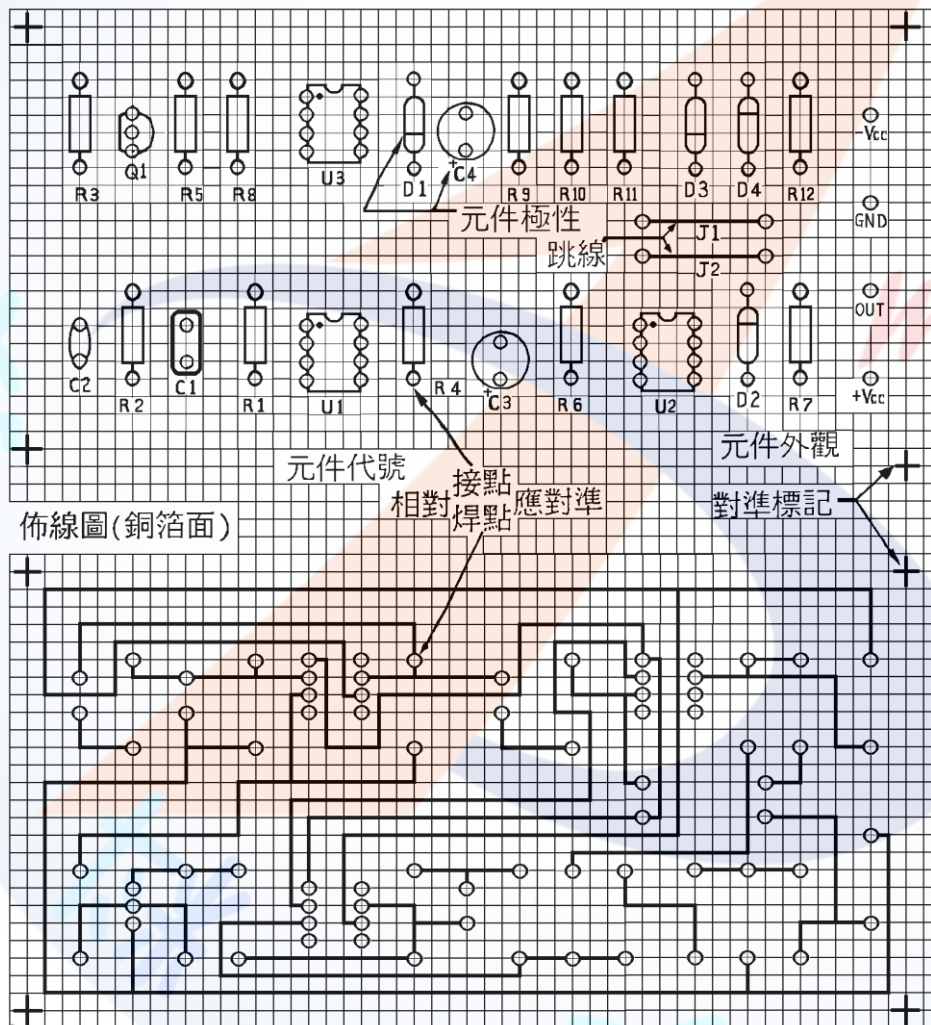 -Vcc
Q1
R3
R5
R8
U3
D1
+C4
R9
R10
R11
D3
D4
R12
元件極性
GND
J1
跳線
J2
OUT
C2
R2
C1
R1
U1
R4
+C3
R6
U2
D2
R7
+Vcc
元件外觀
元件代號
接點
相對 應對準
焊點
對準標記
佈線圖(銅箔面)